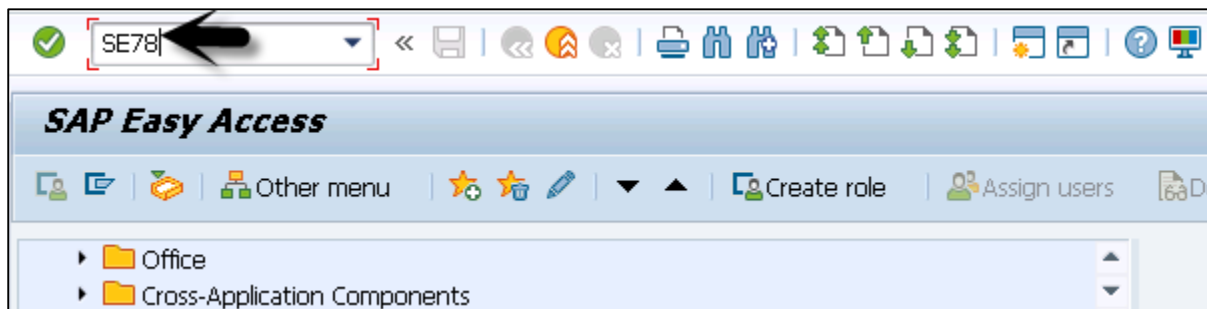 SE78
SAP Easy Access
Other menu Create role Assign users D
Office
Cross-Application Components